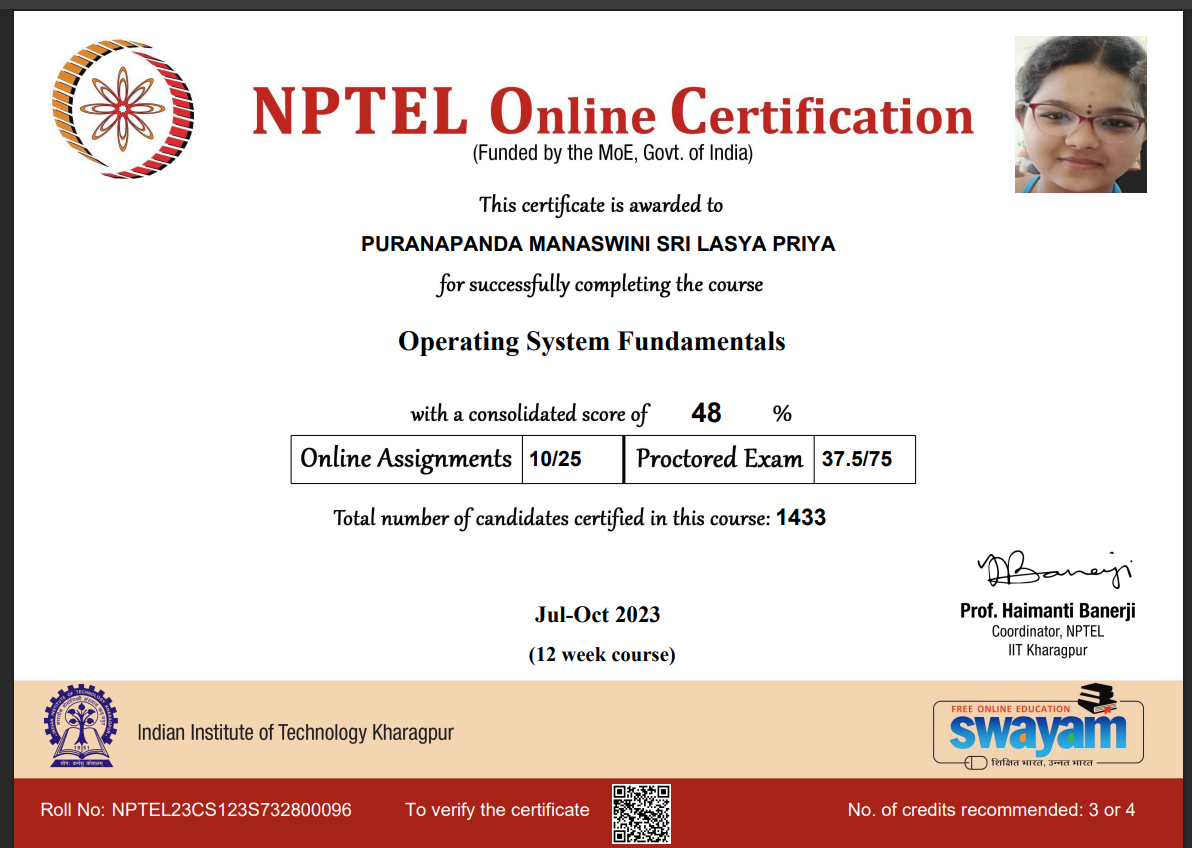 NPTEL Online Certification
(Funded by the MoE, Govt. of India)
This certificate is awarded to
PURANAPANDA MANASWINI SRI LASYA PRIYA
for successfully completing the course
Operating System Fundamentals
with a consolidated score of 48 %
Online Assignments 10/25 Proctored Exam 37.5/75
Total number of candidates certified in this course: 1433
Jul-Oct 2023
(12 week course)
Banerji
Prof. Haimanti Banerji
Coordinator, NPTEL
IIT Kharagpur
Indian Institute of Technology Kharagpur
FREE ONLINE EDUCATION
swayam
शिक्षित भारत, उन्नत भारत
Roll No: NPTEL23CS123S732800096 To verify the certificate No. of credits recommended: 3 or 4